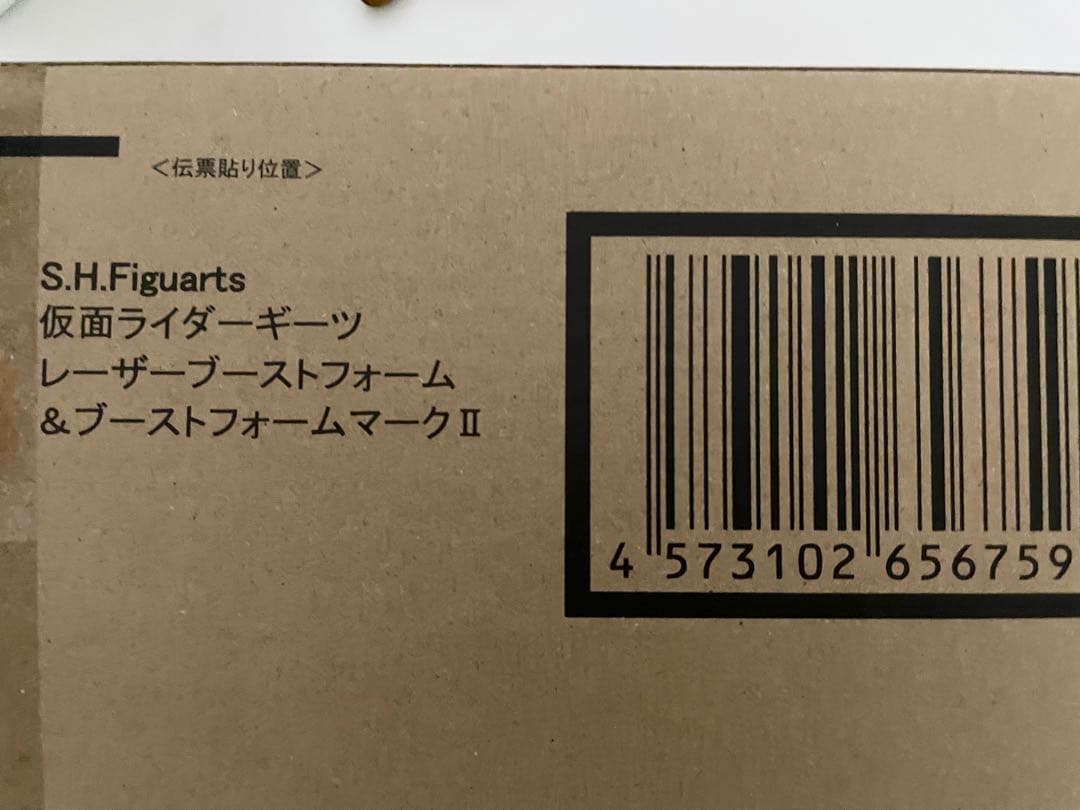 ＜伝票貼り位置＞
S.H.Figuarts
仮面ライダーギーツ
レーザーブーストフォーム
&ブーストフォームマークⅡ
4 573102 656759